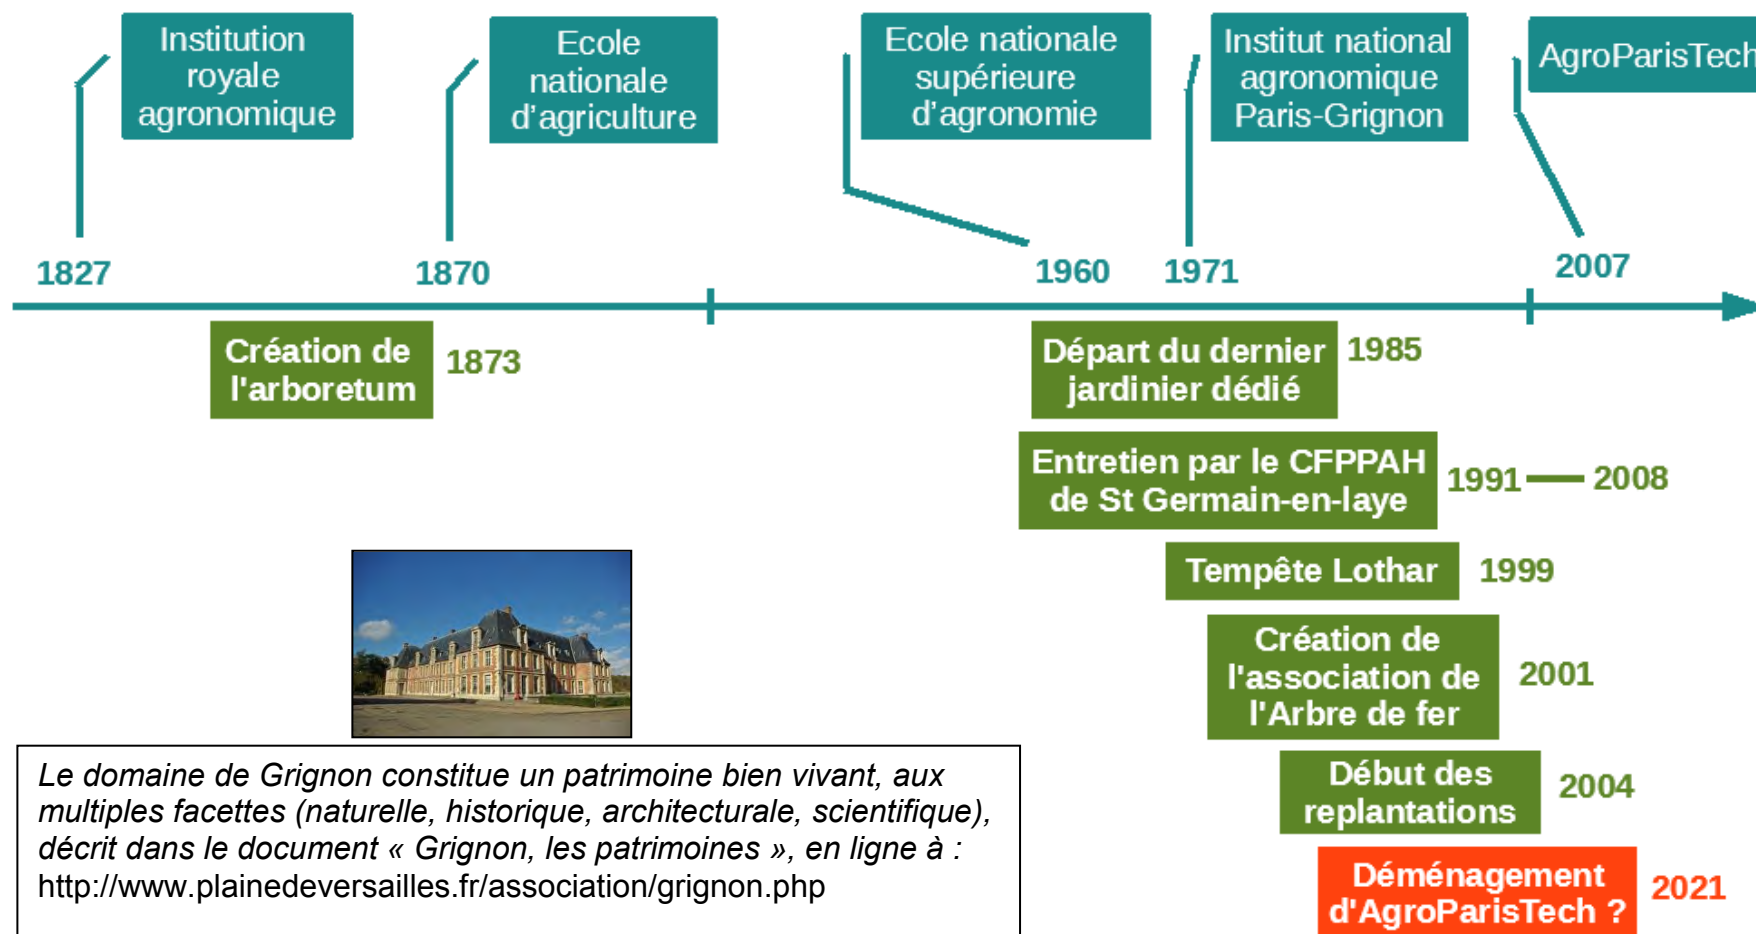 Institution
royale
agronomique
Ecole
nationale
d'agriculture
Ecole nationale
supérieure
d'agronomie
Institut national
agronomique
Paris-Grignon
AgroParisTech
1827
1870
1960
1971
2007
Création de
l'arboretum
1873
Départ du dernier
jardinier dédié
1985
Entretien par le CFPPAH
de St Germain-en-laye
1991 — 2008
Tempête Lothar
1999
Création de
l'association de
l'Arbre de fer
2001
Début des
replantations
2004
Déménagement
d'AgroParisTech ?
2021
Le domaine de Grignon constitue un patrimoine bien vivant, aux
multiples facettes (naturelle, historique, architecturale, scientifique),
décrit dans le document « Grignon, les patrimoines », en ligne à :
http://www.plainedeversailles.fr/association/grignon.php